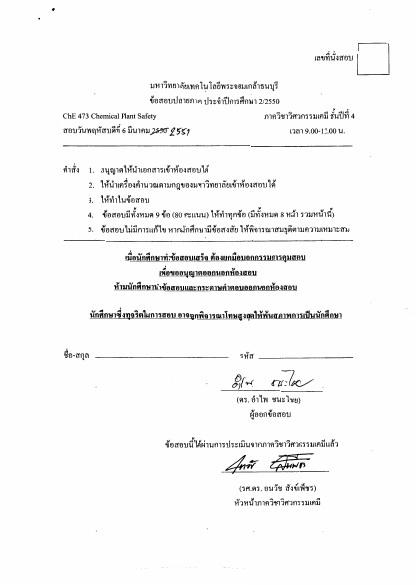 เลขที่นั่งสอบ
มหาวิทยาลัยเทคโนโลยีพระจอมเกล้าธนบุรี
ข้อสอบปลายภาค ประจำปีการศึกษา 2/2550
ChE 473 Chemical Plant Safety ภาควิชาวิศวกรรมเคมี ชั้นปีที่ 4
สอบวันพฤหัสบดีที่ 6 มีนาคม 2551 เวลา 9.00-12.00 น.
คำสั่ง 1. อนุญาตให้นำเอกสารเข้าห้องสอบได้
2. ให้นำเครื่องคำนวณตามกฎของมหาวิทยาลัยเข้าห้องสอบได้
3. ให้ทำในข้อสอบ
4. ข้อสอบมีทั้งหมด 9 ข้อ (80 คะแนน) ให้ทำทุกข้อ (มีทั้งหมด 8 หน้า รวมหน้านี้)
5. ข้อสอบไม่มีการแก้ไข หากนักศึกษามีข้อสงสัย ให้พิจารณาสมมุติตามความเหมาะสม
เมื่อนักศึกษาทำข้อสอบเสร็จ ต้องยกมือบอกกรรมการคุมสอบ
เพื่อขออนุญาตออกนอกห้องสอบ
ห้ามนักศึกษานำข้อสอบและกระดาษคำตอบออกนอกห้องสอบ
นักศึกษาซึ่งทุจริตในการสอบ อาจถูกพิจารณาโทษสูงสุดให้พ้นสภาพการเป็นนักศึกษา
ชื่อ-สกุล รหัส
(ดร. อำไพ ชนะไชย)
ผู้ออกข้อสอบ
ข้อสอบนี้ได้ผ่านการประเมินจากภาควิชาวิศวกรรมเคมีแล้ว
(รศ.ดร. อนวัช สังข์เพ็ชร)
หัวหน้าภาควิชาวิศวกรรมเคมี